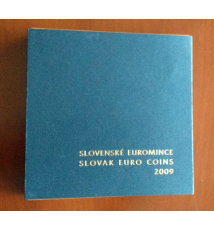 SLOVENSKÉ EUROMINCE
SLOVAK EURO COINS
2009